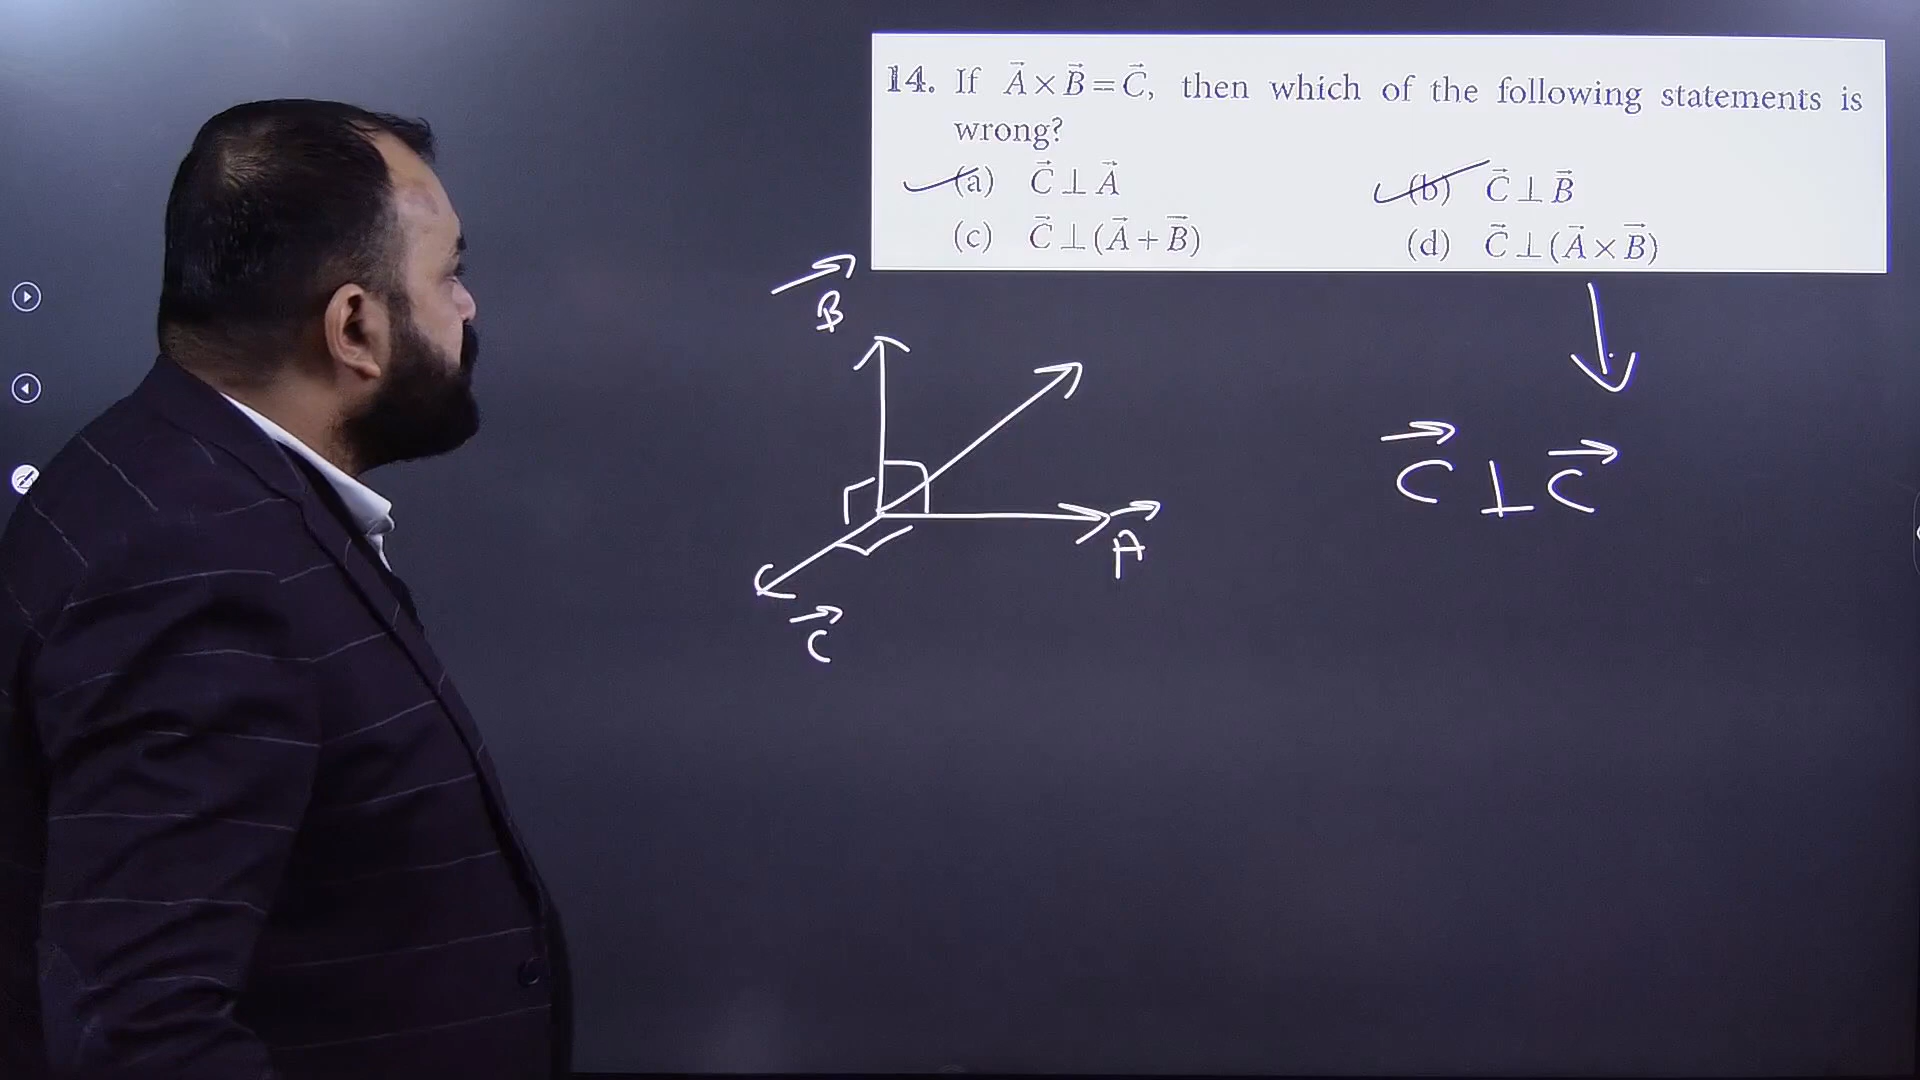 14. If A⃗ × B⃗ = C⃗, then which of the following statements is
wrong?
(a) C⃗ ⊥ A⃗ (b) C⃗ ⊥ B⃗
(c) C⃗ ⊥ (A⃗ + B⃗) (d) C⃗ ⊥ (A⃗ × B⃗)
B⃗
A⃗
C⃗
C⃗ ⊥ C⃗